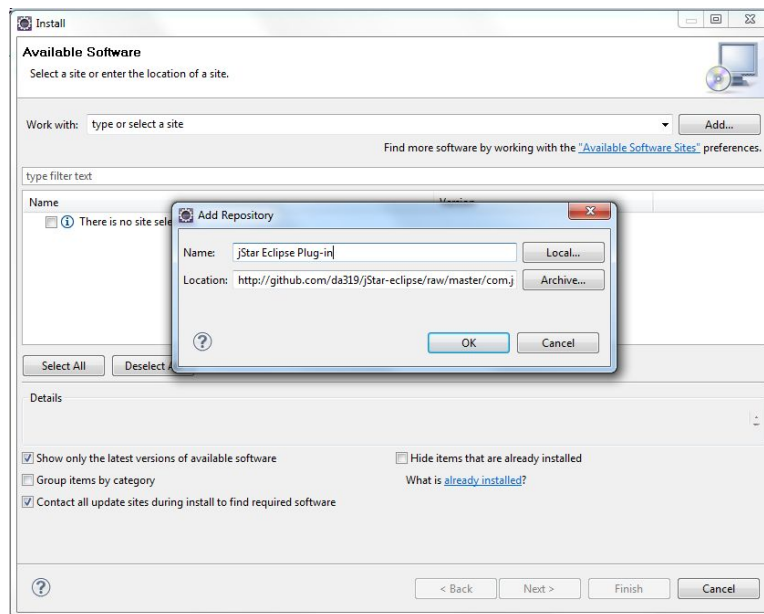 Install
Available Software
Select a site or enter the location of a site.
Work with: type or select a site Add...
Find more software by working with the "Available Software Sites" preferences.
type filter text
Name
There is no site sele
Add Repository
Name: jStar Eclipse Plug-in Local...
Location: http://github.com/da319/jStar-eclipse/raw/master/com.j Archive...
OK Cancel
Select All Deselect A
Details
Show only the latest versions of available software Hide items that are already installed
Group items by category What is already installed?
Contact all update sites during install to find required software
< Back Next > Finish Cancel